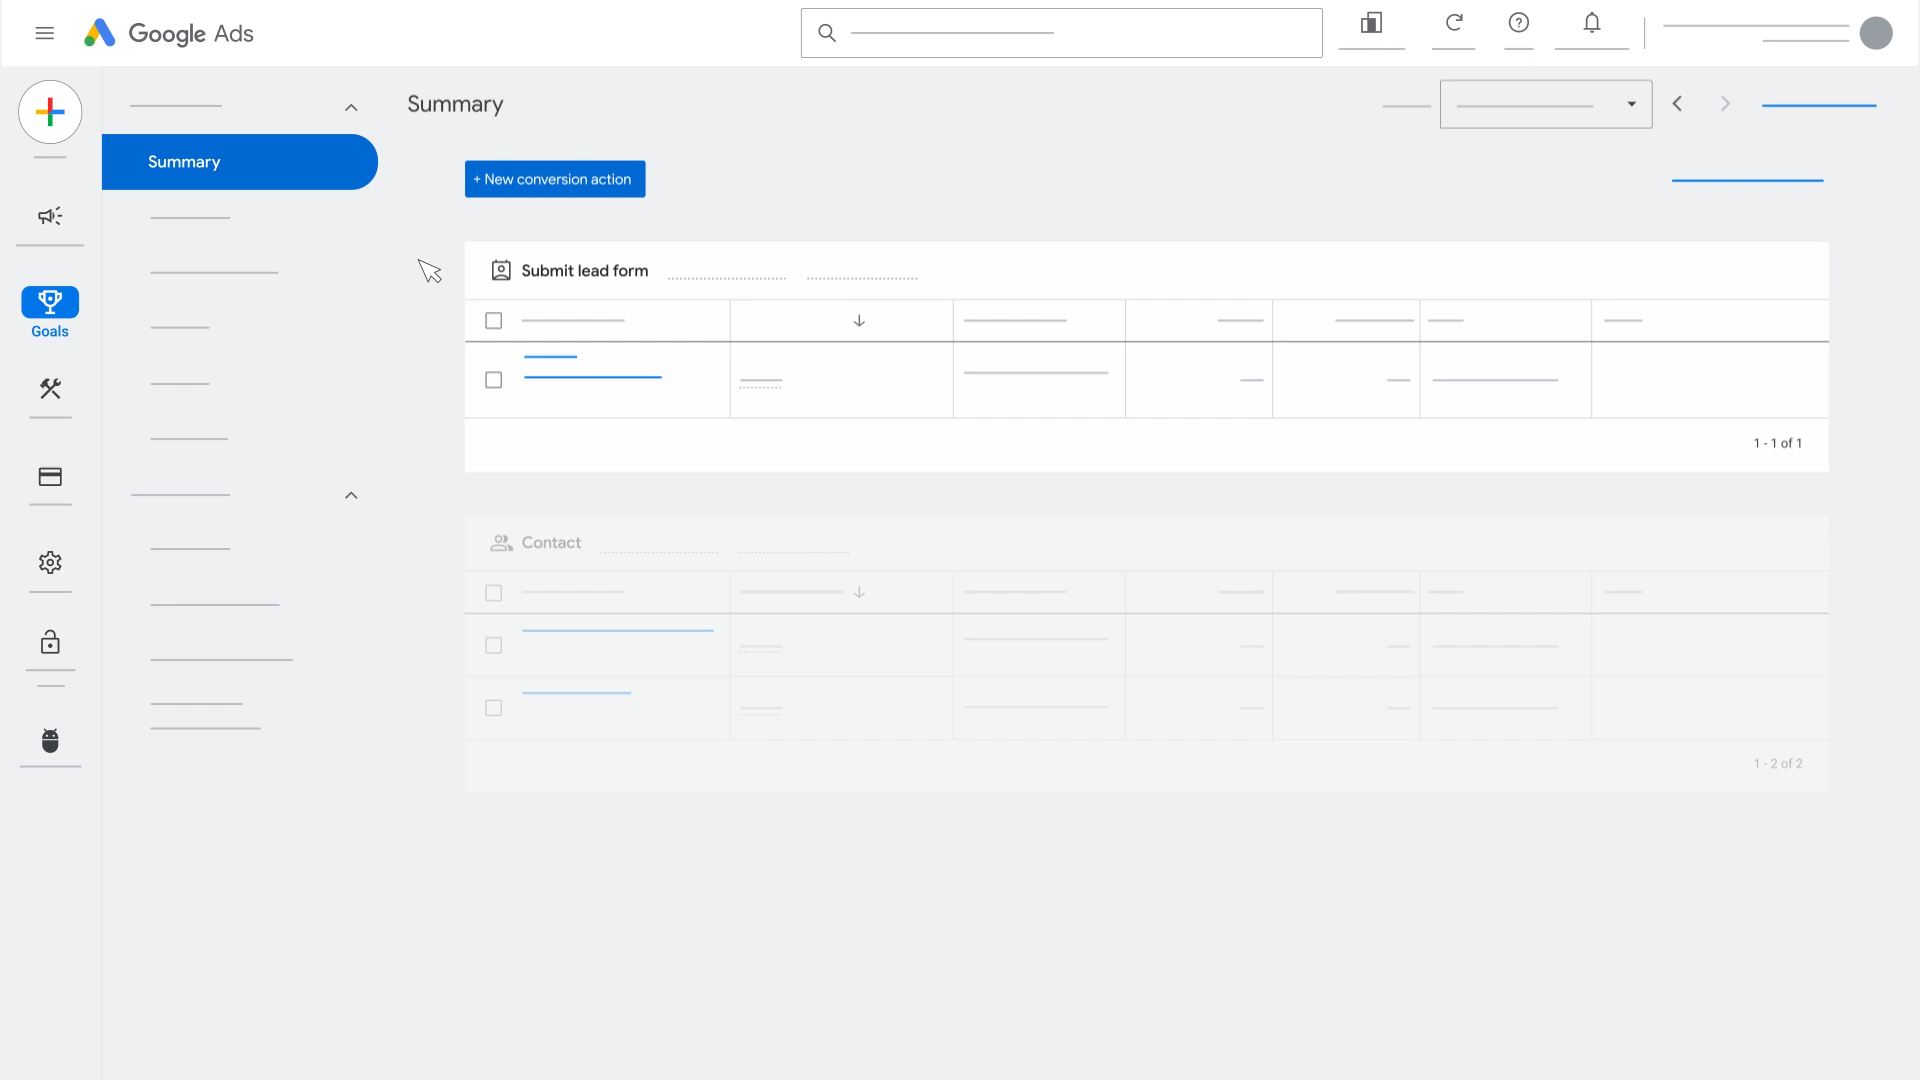 Google Ads
Summary
Summary
+ New conversion action
Submit lead form
Goals
1 - 1 of 1
Contact
1 - 2 of 2